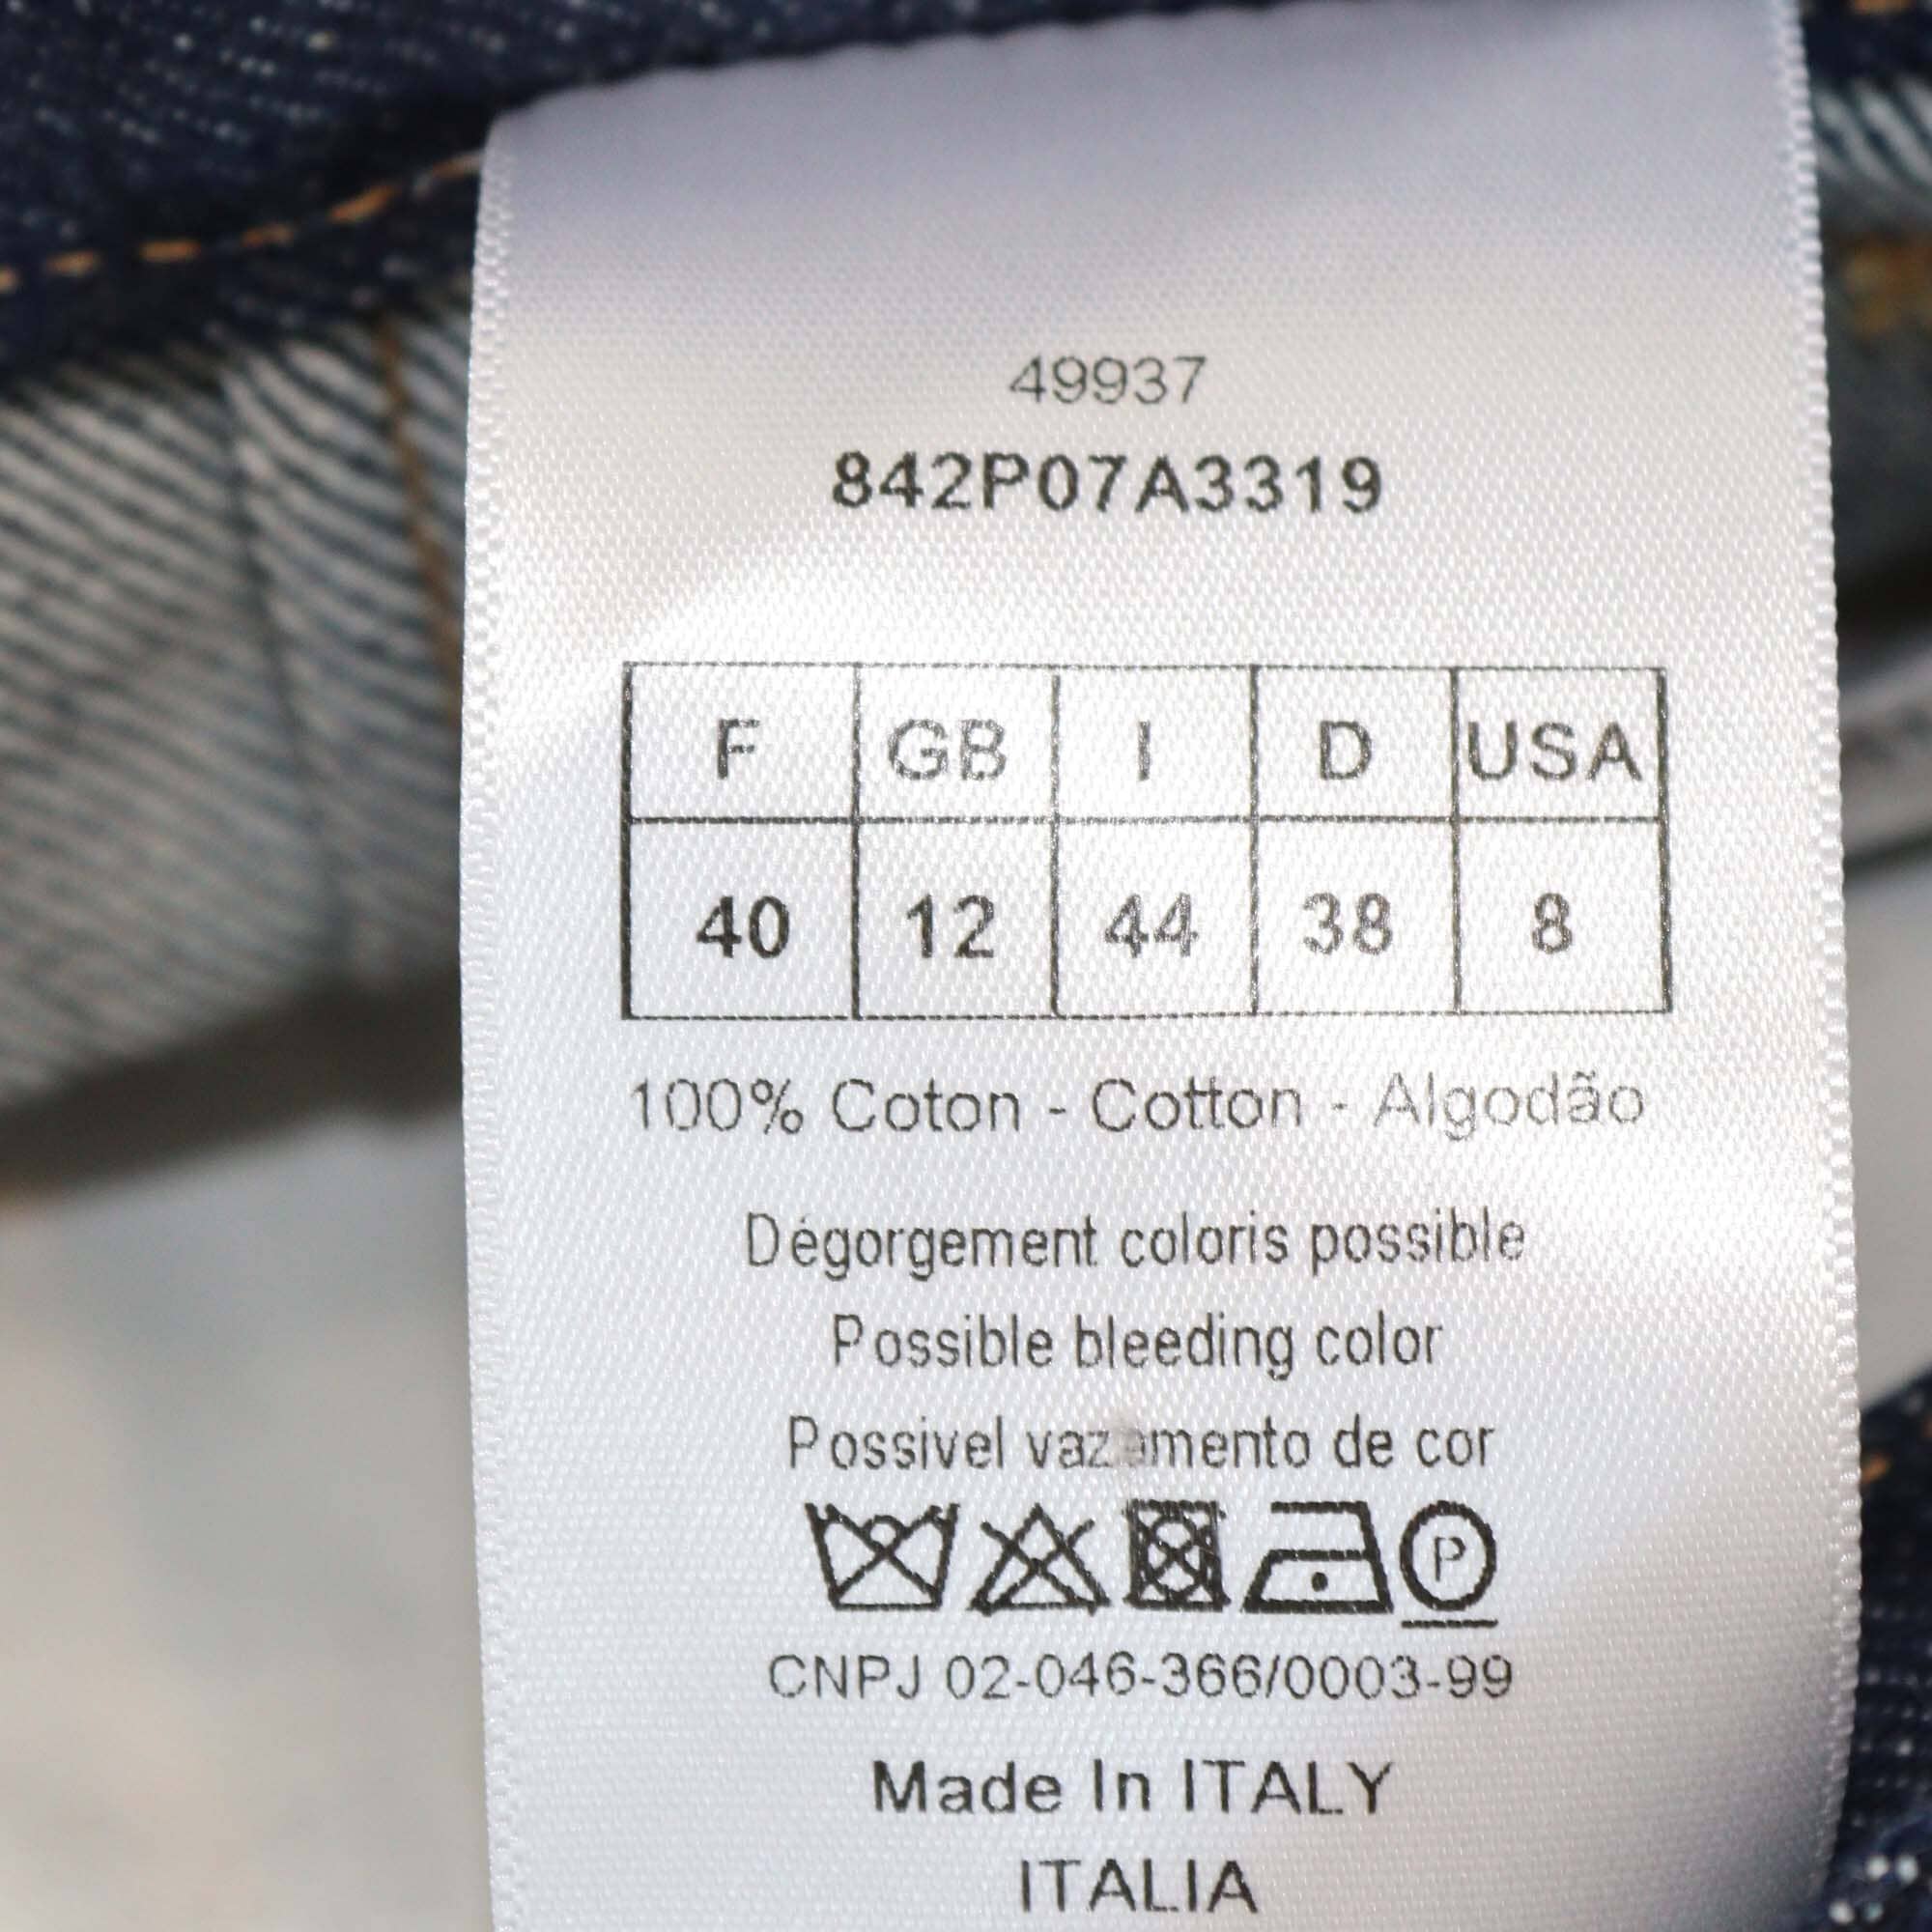 49937
842P07A3319
F GB I D USA
40 12 44 38 8
100% Coton - Cotton - Algodão
Dégorgement coloris possible
Possible bleeding color
Possivel vazamento de cor
P
CNPJ 02-046-366/0003-99
Made In ITALY
ITALIA